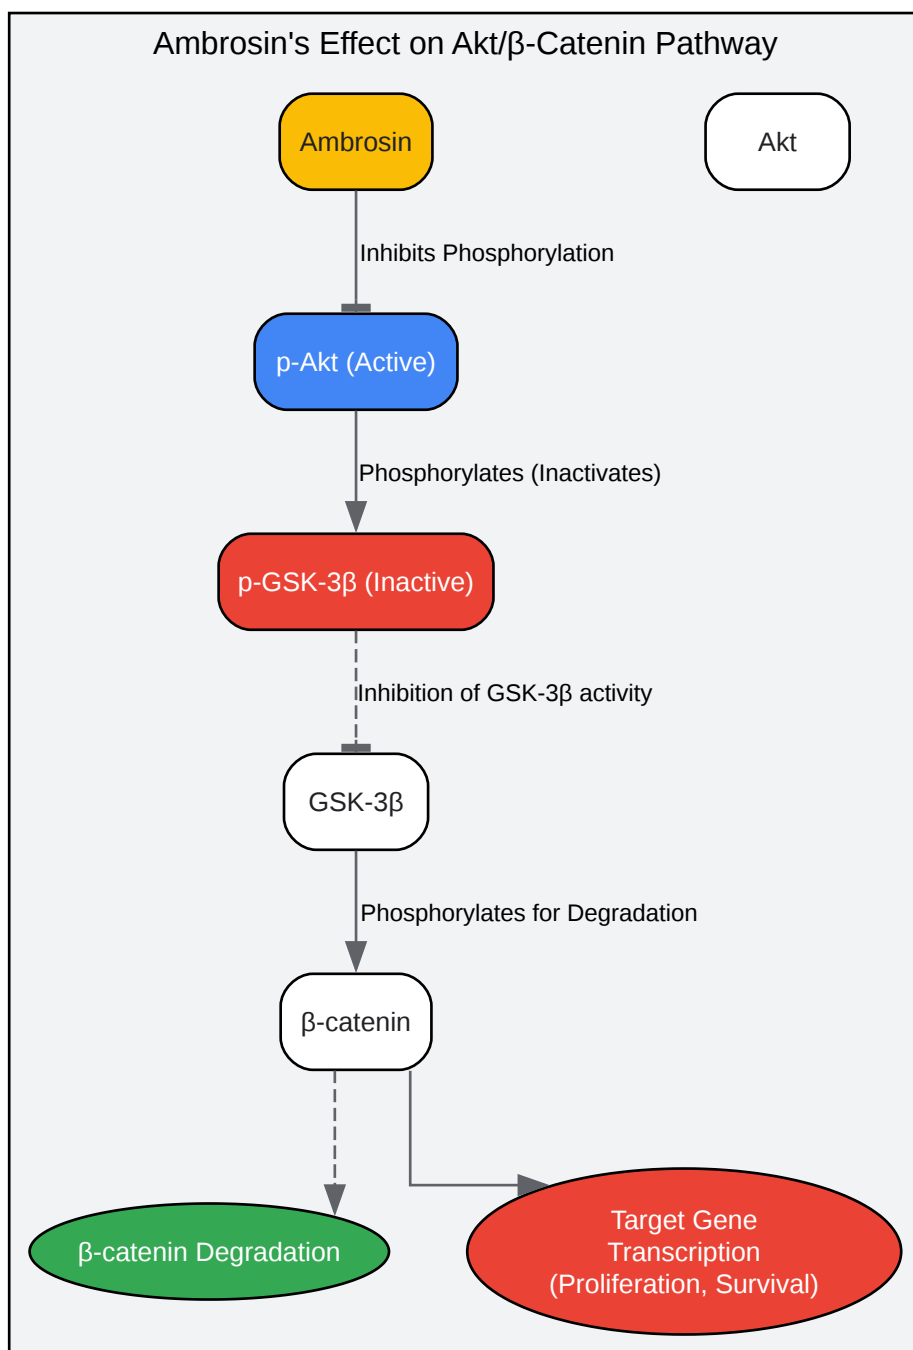 Ambrosin's Effect on Akt/β-Catenin Pathway
Ambrosin
Akt
Inhibits Phosphorylation
p-Akt (Active)
Phosphorylates (Inactivates)
p-GSK-3β (Inactive)
Inhibition of GSK-3β activity
GSK-3β
Phosphorylates for Degradation
β-catenin
β-catenin Degradation
Target Gene
Transcription
(Proliferation, Survival)